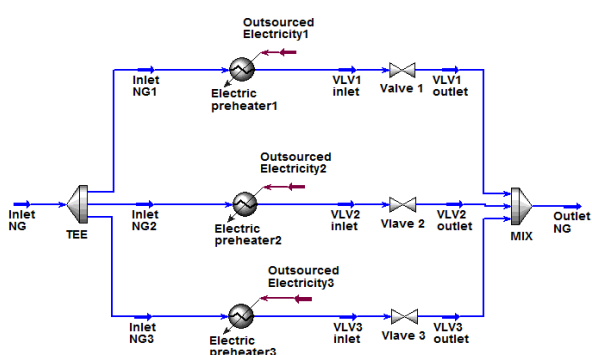 Outsourced
Electricity1
Inlet
NG1
Electric
preheater1
VLV1
inlet
Valve 1
VLV1
outlet
Outsourced
Electricity2
Inlet
NG
TEE
Inlet
NG2
Electric
preheater2
VLV2
inlet
Vlave 2
VLV2
outlet
MIX
Outlet
NG
Outsourced
Electricity3
Inlet
NG3
Electric
preheater3
VLV3
inlet
Vlave 3
VLV3
outlet